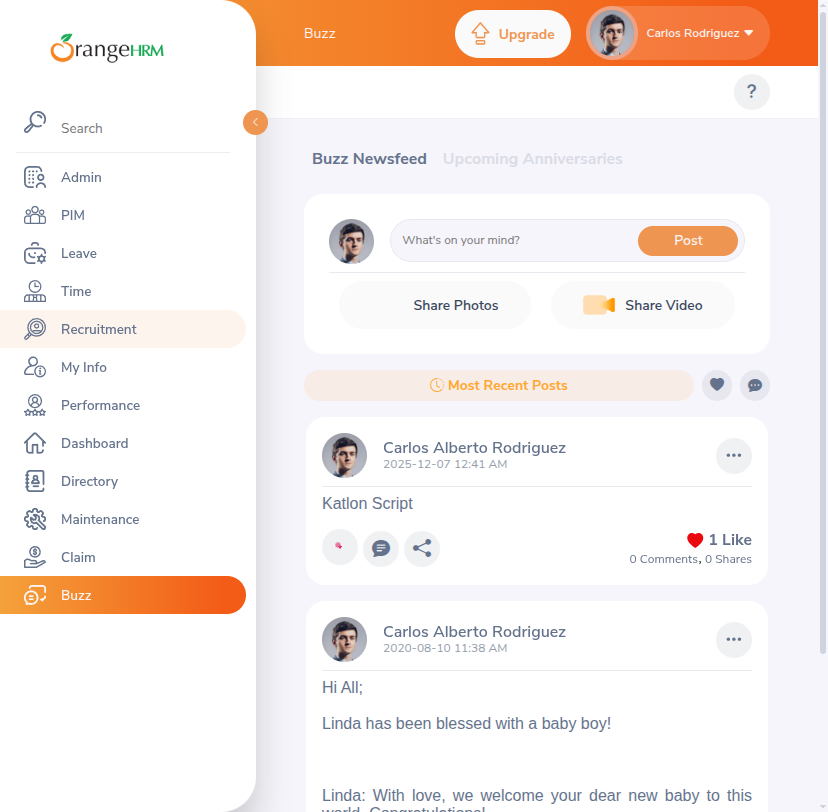 OrangeHRM
Search
Admin
PIM
Leave
Time
Recruitment
My Info
Performance
Dashboard
Directory
Maintenance
Claim
Buzz
Buzz
Upgrade
Carlos Rodriguez
?
Buzz Newsfeed Upcoming Anniversaries
What's on your mind?
Post
Share Photos
Share Video
Most Recent Posts
Carlos Alberto Rodriguez
2025-12-07 12:41 AM
Katlon Script
1 Like
0 Comments, 0 Shares
Carlos Alberto Rodriguez
2020-08-10 11:38 AM
Hi All;
Linda has been blessed with a baby boy!
Linda: With love, we welcome your dear new baby to this
world. Congratulations!